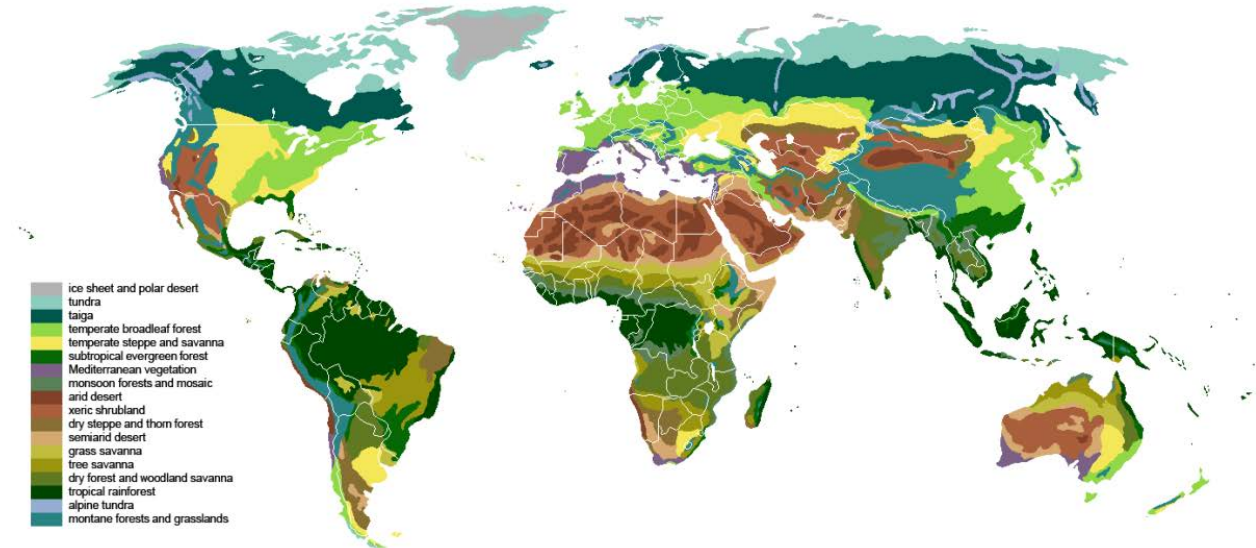 ice sheet and polar desert
tundra
taiga
temperate broadleaf forest
temperate steppe and savanna
subtropical evergreen forest
Mediterranean vegetation
monsoon forests and mosaic
arid desert
xeric shrubland
dry steppe and thorn forest
semiarid desert
grass savanna
tree savanna
dry forest and woodland savanna
tropical rainforest
alpine tundra
montane forests and grasslands